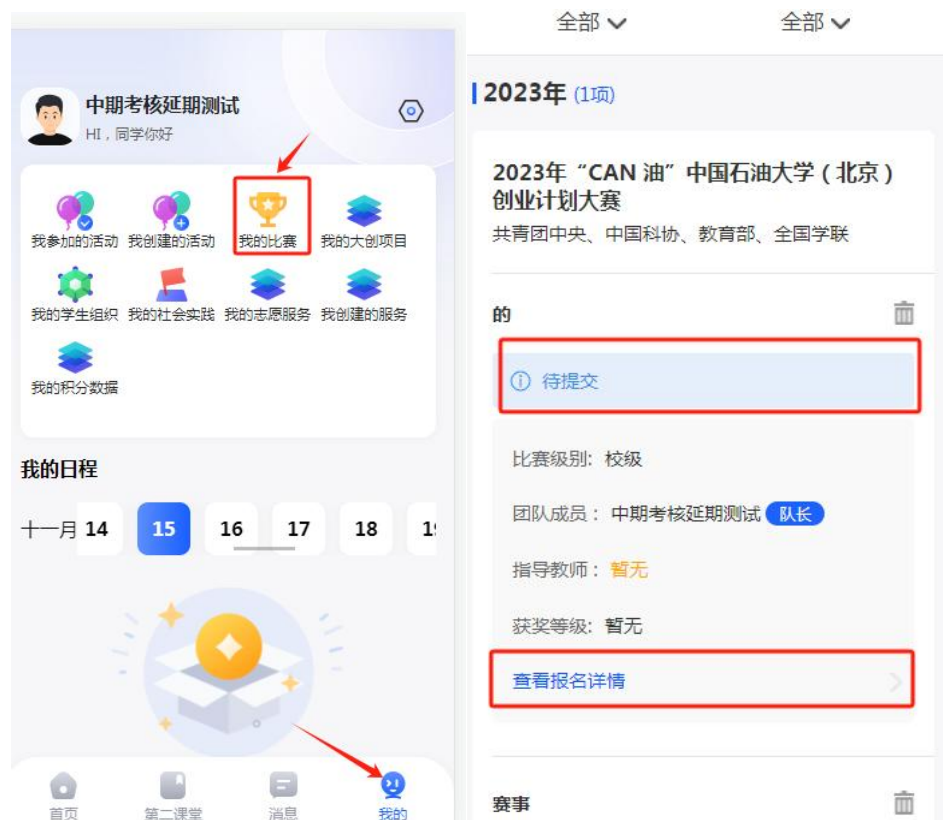 中期考核延期测试
HI，同学你好
我参加的活动 我创建的活动 我的比赛 我的大创项目
我的学生组织 我的社会实践 我的志愿服务 我创建的服务
我的积分数据
我的日程
十一月 14 15 16 17 18
首页 第二课堂 消息 我的
全部 全部
2023年 (1项)
2023年“CAN 油”中国石油大学（北京）
创业计划大赛
共青团中央、中国科协、教育部、全国学联
的
待提交
比赛级别: 校级
团队成员： 中期考核延期测试 队长
指导教师： 暂无
获奖等级: 暂无
查看报名详情
赛事